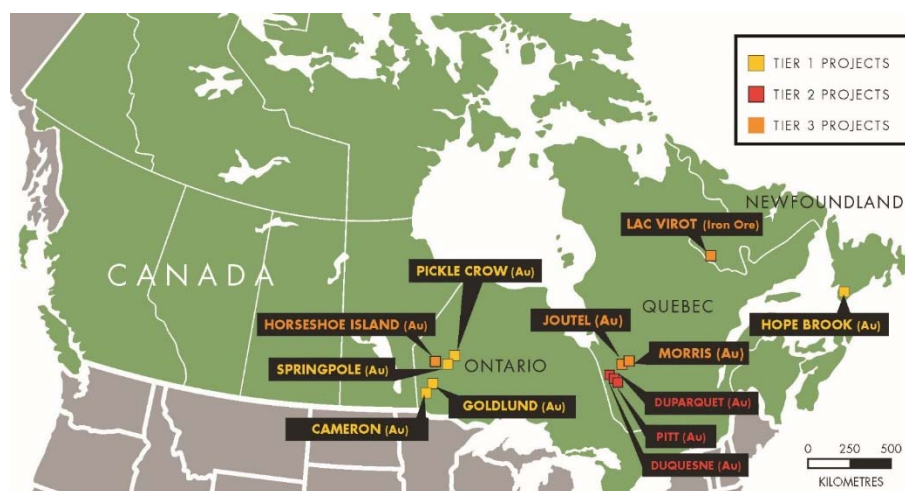 TIER 1 PROJECTS
TIER 2 PROJECTS
TIER 3 PROJECTS
NEWFOUNDLAND
LAC VIROT (Iron Ore)
CANADA
PICKLE CROW (Au)
QUEBEC
HORSESHOE ISLAND (Au)
JOUTEL (Au)
HOPE BROOK (Au)
SPRINGPOLE (Au)
ONTARIO
MORRIS (Au)
GOLDLUND (Au)
DUPARQUET (Au)
CAMERON (Au)
PITT (Au)
DUQUESNE (Au)
0 250 500
KILOMETRES